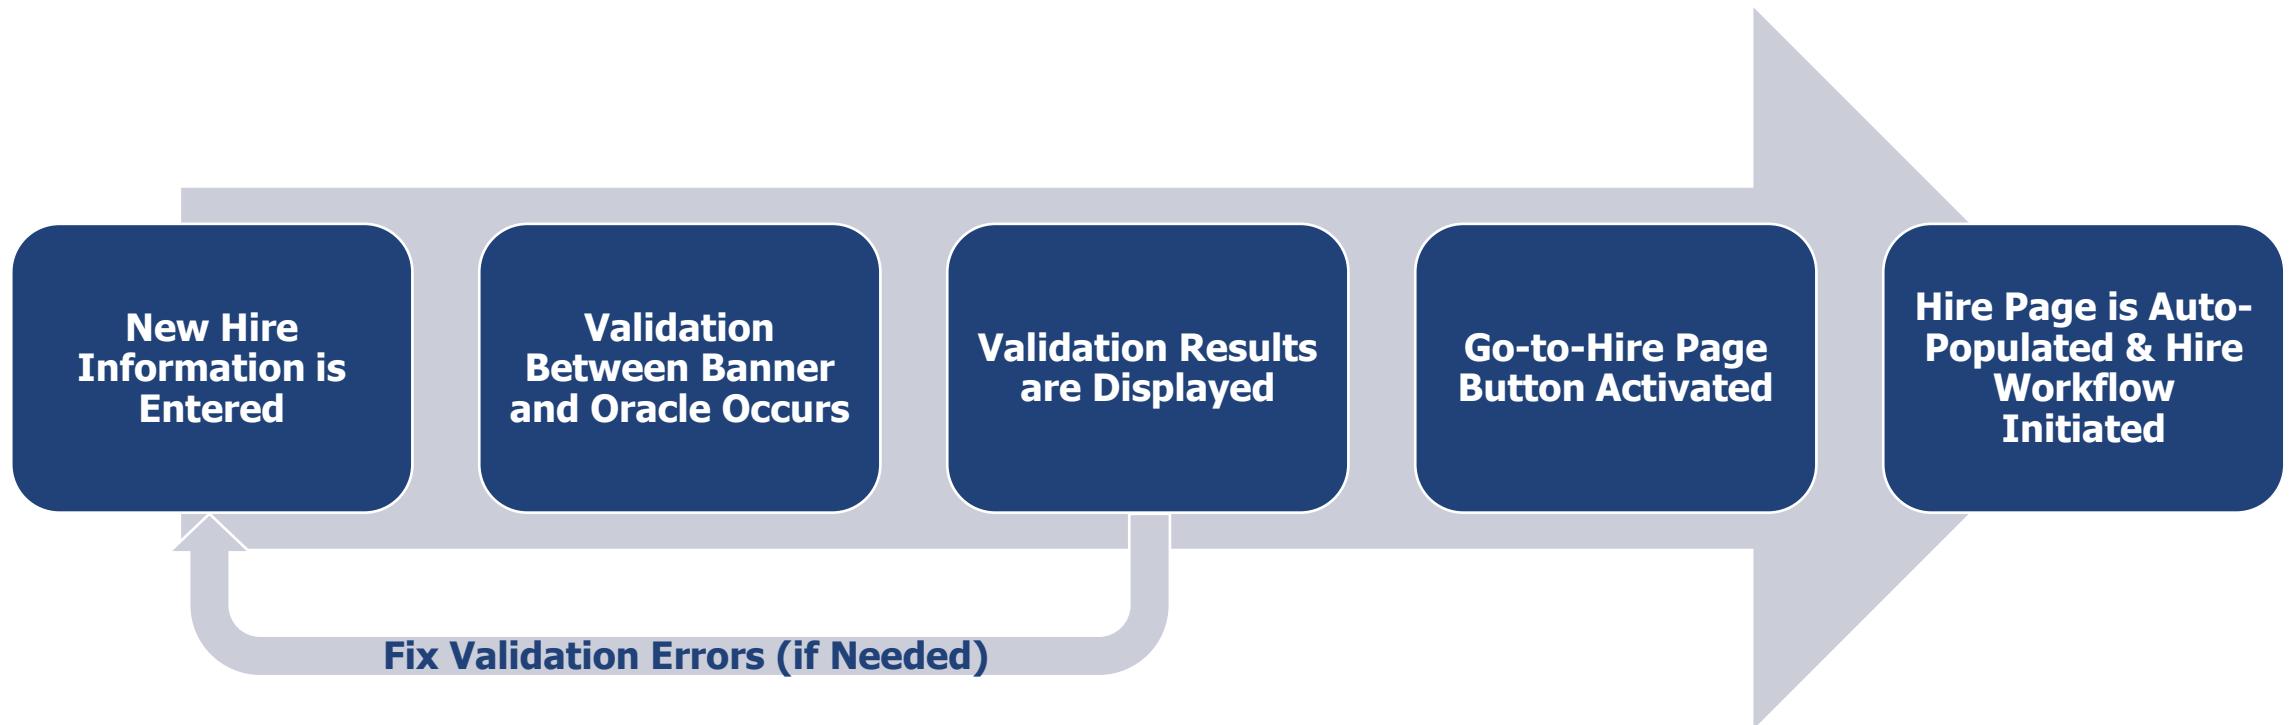 New Hire
Information is
Entered
Validation
Between Banner
and Oracle Occurs
Validation Results
are Displayed
Go-to-Hire Page
Button Activated
Hire Page is Auto-
Populated & Hire
Workflow
Initiated
Fix Validation Errors (if Needed)